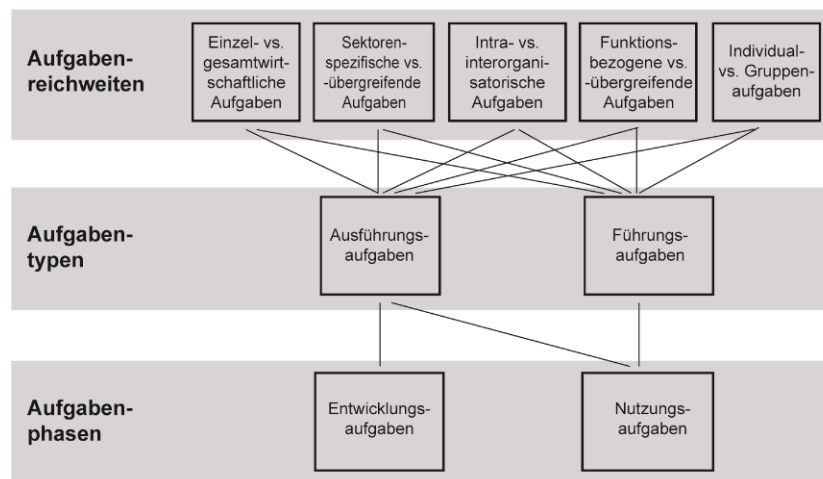 Aufgaben-
reichweiten
Einzel- vs.
gesamtwirt-
schaftliche
Aufgaben
Sektoren-
spezifische vs.
-übergreifende
Aufgaben
Intra- vs.
interorgani-
satorische
Aufgaben
Funktions-
bezogene vs.
-übergreifende
Aufgaben
Individual-
vs. Gruppen-
aufgaben
Aufgaben-
typen
Ausführungs-
aufgaben
Führungs-
aufgaben
Aufgaben-
phasen
Entwicklungs-
aufgaben
Nutzungs-
aufgaben